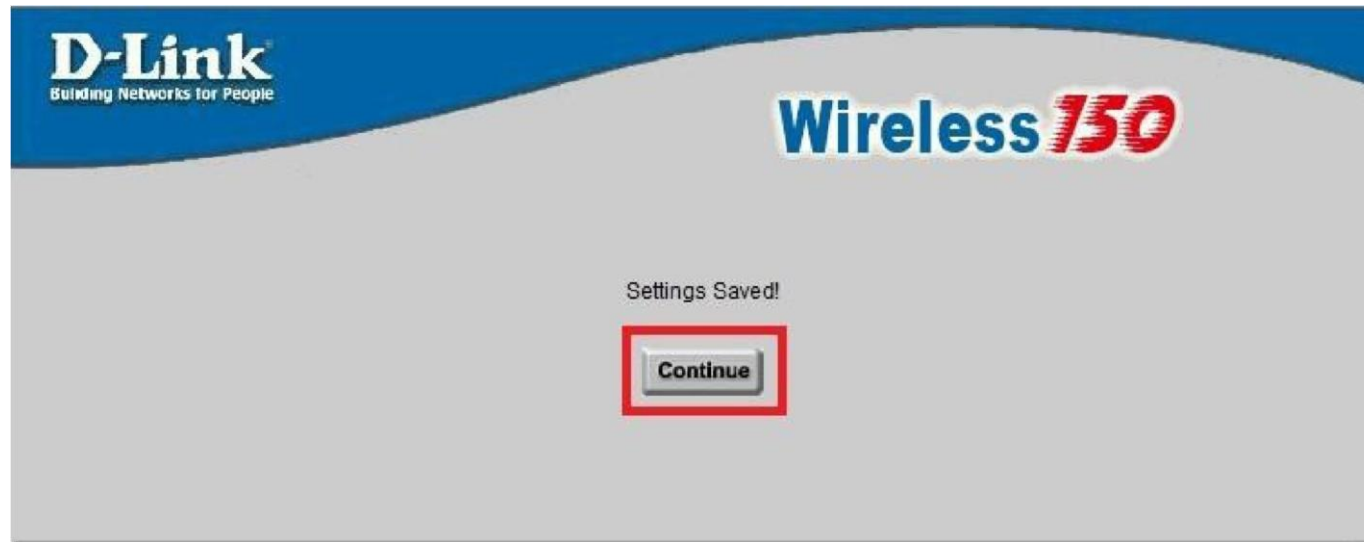 D-Link
Building Networks for People
Wireless 150
Settings Saved!
Continue